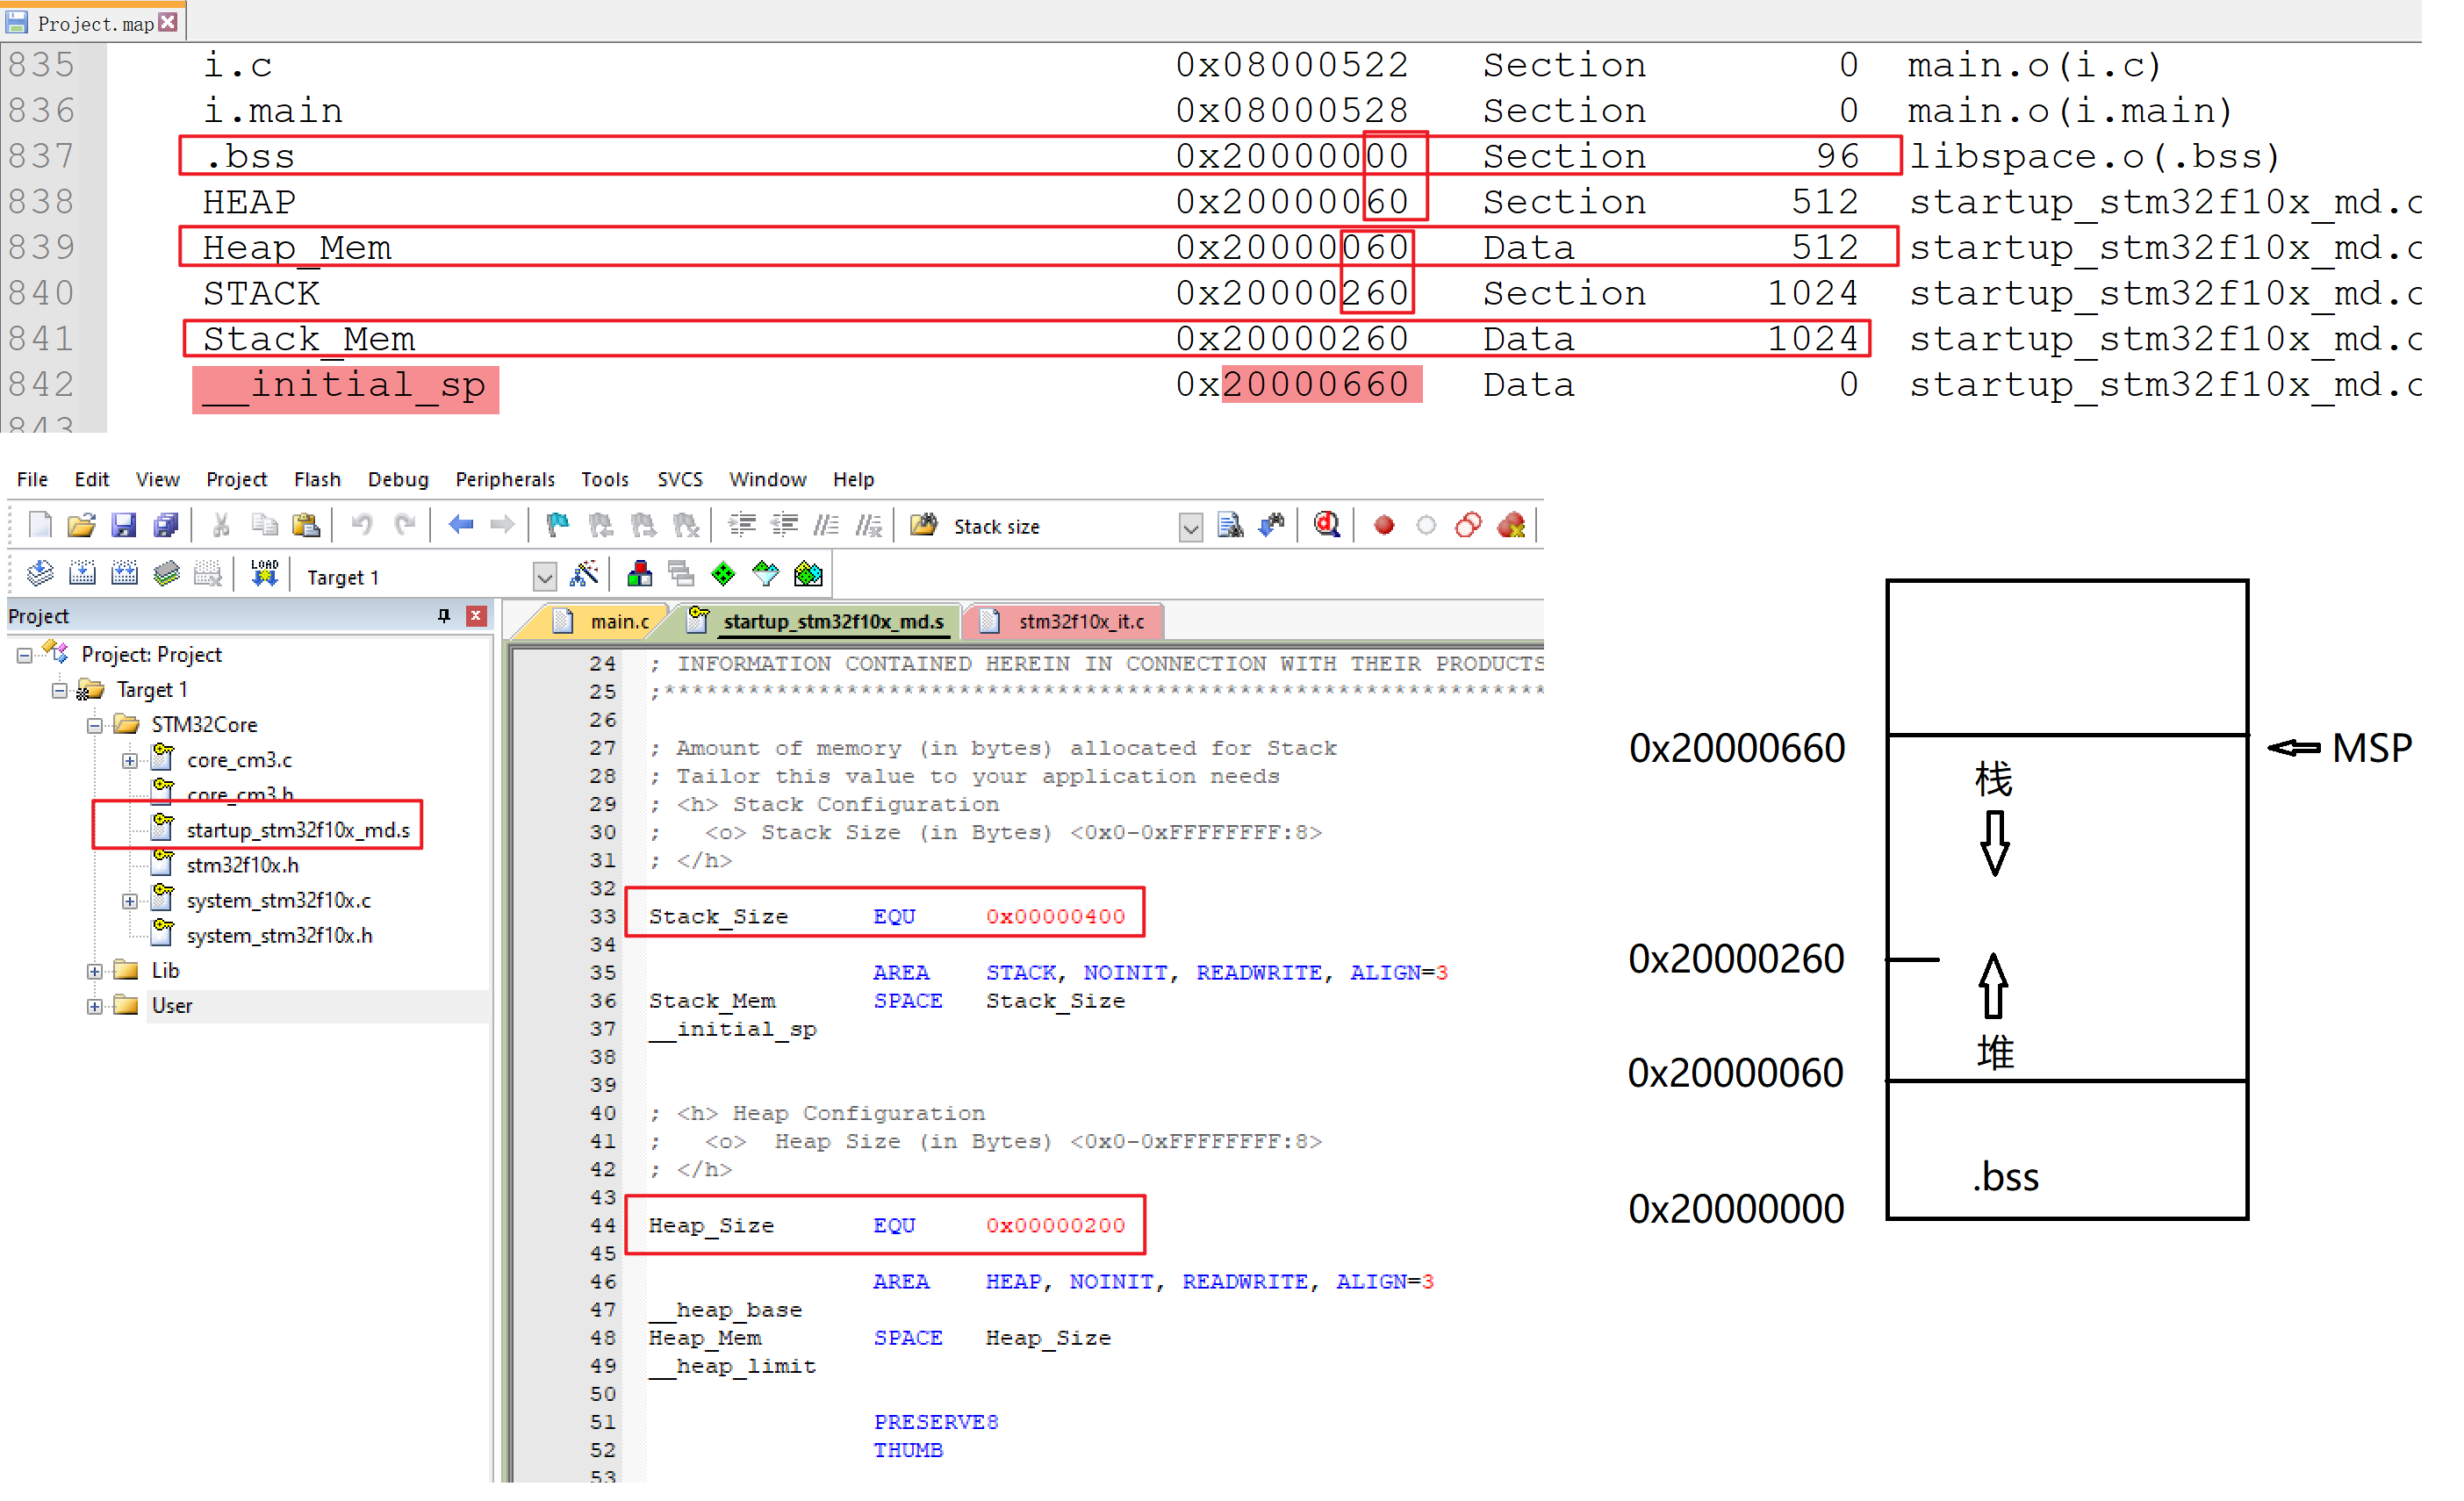 Project.map
835 i.c 0x08000522 Section 0 main.o(i.c)
836 i.main 0x08000528 Section 0 main.o(i.main)
837 .bss 0x20000000 Section 96 libspace.o(.bss)
838 HEAP 0x20000060 Section 512 startup_stm32f10x_md.o
839 Heap_Mem 0x20000060 Data 512 startup_stm32f10x_md.o
840 STACK 0x20000260 Section 1024 startup_stm32f10x_md.o
841 Stack_Mem 0x20000260 Data 1024 startup_stm32f10x_md.o
842 __initial_sp 0x20000660 Data 0 startup_stm32f10x_md.o
843
File Edit View Project Flash Debug Peripherals Tools SVCS Window Help
Stack size
LOAD Target 1
Project
Project: Project
Target 1
STM32Core
core_cm3.c
core_cm3.h
startup_stm32f10x_md.s
stm32f10x.h
system_stm32f10x.c
system_stm32f10x.h
Lib
User
main.c startup_stm32f10x_md.s stm32f10x_it.c
24 ; INFORMATION CONTAINED HEREIN IN CONNECTION WITH THEIR PRODUCTS
25 ;****************************************************************
26
27 ; Amount of memory (in bytes) allocated for Stack
28 ; Tailor this value to your application needs
29 ; <h> Stack Configuration
30 ;   <o> Stack Size (in Bytes) <0x0-0xFFFFFFFF:8>
31 ; </h>
32
33 Stack_Size EQU 0x00000400
34
35 AREA STACK, NOINIT, READWRITE, ALIGN=3
36 Stack_Mem SPACE Stack_Size
37 __initial_sp
38
39
40 ; <h> Heap Configuration
41 ;   <o>  Heap Size (in Bytes) <0x0-0xFFFFFFFF:8>
42 ; </h>
43
44 Heap_Size EQU 0x00000200
45
46 AREA HEAP, NOINIT, READWRITE, ALIGN=3
47 __heap_base
48 Heap_Mem SPACE Heap_Size
49 __heap_limit
50
51 PRESERVE8
52 THUMB
53
0x20000660
MSP
栈
0x20000260
堆
0x20000060
.bss
0x20000000